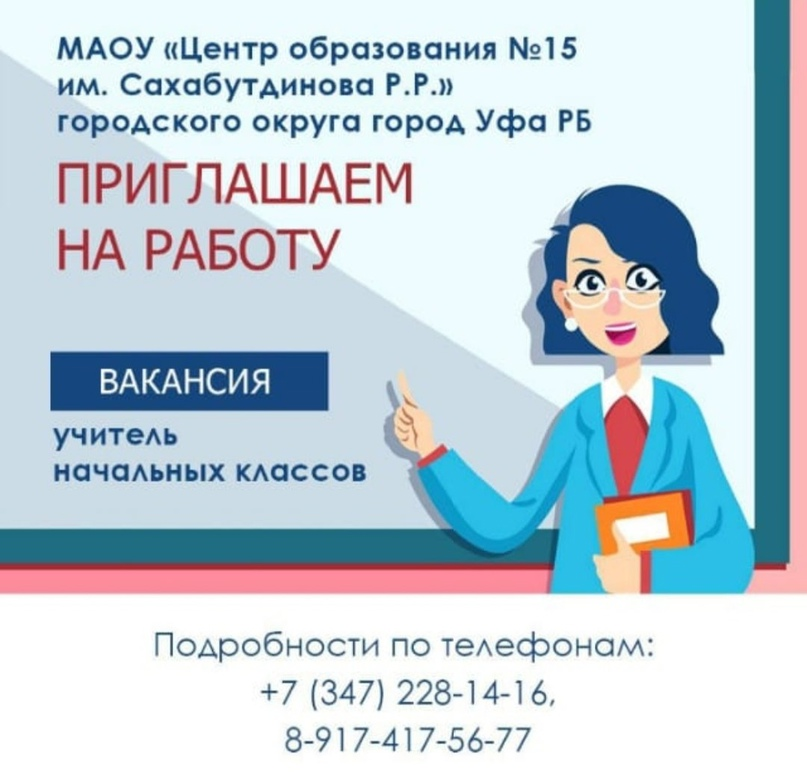 МАОУ «Центр образования №15
им. Сахабутдинова Р.Р.»
городского округа город Уфа РБ
ПРИГЛАШАЕМ
НА РАБОТУ
ВАКАНСИЯ
учитель
начальных классов
Подробности по телефонам:
+7 (347) 228-14-16,
8-917-417-56-77